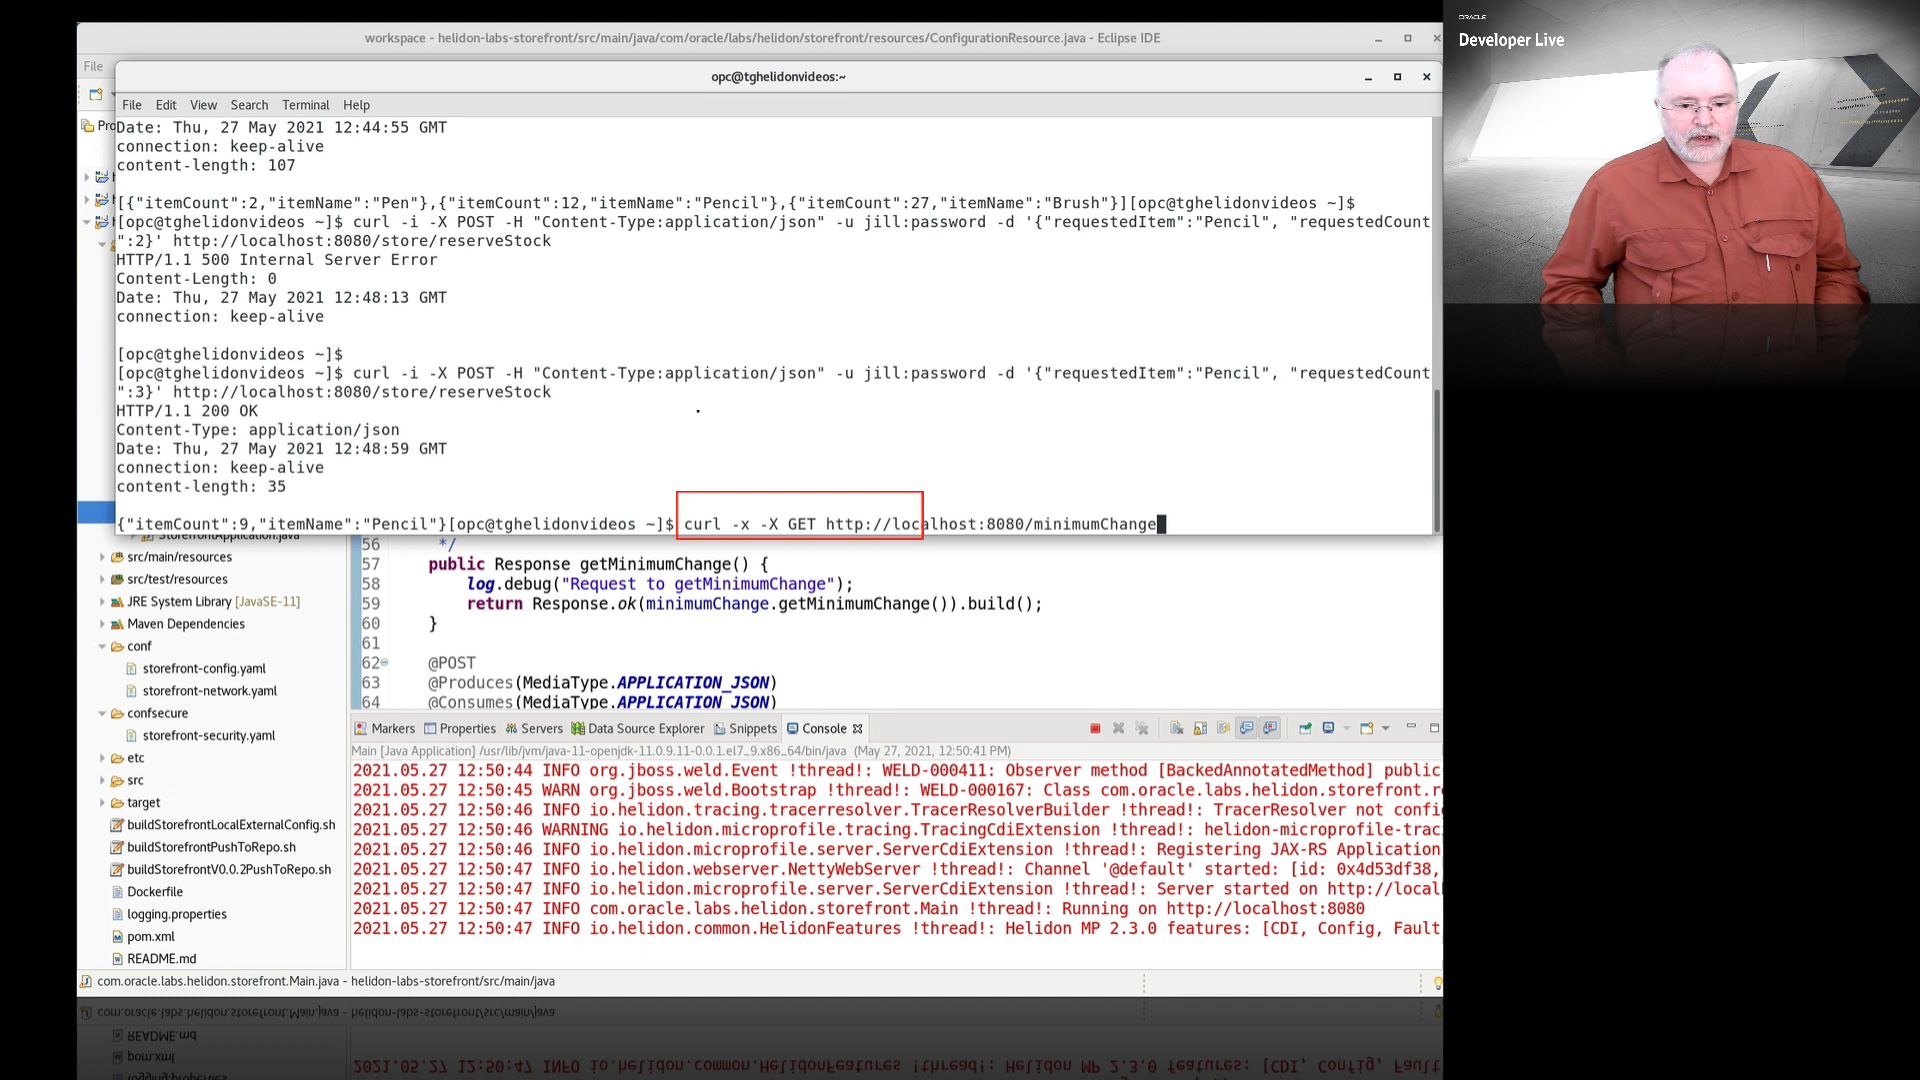 workspace - helidon-labs-storefront/src/main/java/com/oracle/labs/helidon/storefront/resources/ConfigurationResource.java - Eclipse IDE
ORACLE
Developer Live
File
opc@tghelidonvideos:~
File Edit View Search Terminal Help
Pro
Date: Thu, 27 May 2021 12:44:55 GMT
connection: keep-alive
content-length: 107
[{"itemCount":2,"itemName":"Pen"},{"itemCount":12,"itemName":"Pencil"},{"itemCount":27,"itemName":"Brush"}][opc@tghelidonvideos ~]$
[opc@tghelidonvideos ~]$ curl -i -X POST -H "Content-Type:application/json" -u jill:password -d '{"requestedItem":"Pencil", "requestedCount
":2}' http://localhost:8080/store/reserveStock
HTTP/1.1 500 Internal Server Error
Content-Length: 0
Date: Thu, 27 May 2021 12:48:13 GMT
connection: keep-alive
[opc@tghelidonvideos ~]$
[opc@tghelidonvideos ~]$ curl -i -X POST -H "Content-Type:application/json" -u jill:password -d '{"requestedItem":"Pencil", "requestedCount
":3}' http://localhost:8080/store/reserveStock
HTTP/1.1 200 OK
Content-Type: application/json
Date: Thu, 27 May 2021 12:48:59 GMT
connection: keep-alive
content-length: 35
{"itemCount":9,"itemName":"Pencil"}[opc@tghelidonvideos ~]$ curl -x -X GET http://localhost:8080/minimumChange
StorefrontApplication.java
src/main/resources
src/test/resources
JRE System Library [JavaSE-11]
Maven Dependencies
conf
storefront-config.yaml
storefront-network.yaml
confsecure
storefront-security.yaml
etc
src
target
buildStorefrontLocalExternalConfig.sh
buildStorefrontPushToRepo.sh
buildStorefrontV0.0.2PushToRepo.sh
Dockerfile
logging.properties
pom.xml
README.md
56 */
57 public Response getMinimumChange() {
58 log.debug("Request to getMinimumChange");
59 return Response.ok(minimumChange.getMinimumChange()).build();
60 }
61
62 @POST
63 @Produces(MediaType.APPLICATION_JSON)
64 @Consumes(MediaType.APPLICATION_JSON)
Markers Properties Servers Data Source Explorer Snippets Console
Main [Java Application] /usr/lib/jvm/java-11-openjdk-11.0.9.11-0.0.1.el7_9.x86_64/bin/java (May 27, 2021, 12:50:41 PM)
2021.05.27 12:50:44 INFO org.jboss.weld.Event !thread!: WELD-000411: Observer method [BackedAnnotatedMethod] public
2021.05.27 12:50:45 WARN org.jboss.weld.Bootstrap !thread!: WELD-000167: Class com.oracle.labs.helidon.storefront.r
2021.05.27 12:50:46 INFO io.helidon.tracing.tracerresolver.TracerResolverBuilder !thread!: TracerResolver not confi
2021.05.27 12:50:46 WARNING io.helidon.microprofile.tracing.TracingCdiExtension !thread!: helidon-microprofile-trac
2021.05.27 12:50:46 INFO io.helidon.microprofile.server.ServerCdiExtension !thread!: Registering JAX-RS Application
2021.05.27 12:50:47 INFO io.helidon.webserver.NettyWebServer !thread!: Channel '@default' started: [id: 0x4d53df38,
2021.05.27 12:50:47 INFO io.helidon.microprofile.server.ServerCdiExtension !thread!: Server started on http://local
2021.05.27 12:50:47 INFO com.oracle.labs.helidon.storefront.Main !thread!: Running on http://localhost:8080
2021.05.27 12:50:47 INFO io.helidon.common.HelidonFeatures !thread!: Helidon MP 2.3.0 features: [CDI, Config, Fault
com.oracle.labs.helidon.storefront.Main.java - helidon-labs-storefront/src/main/java